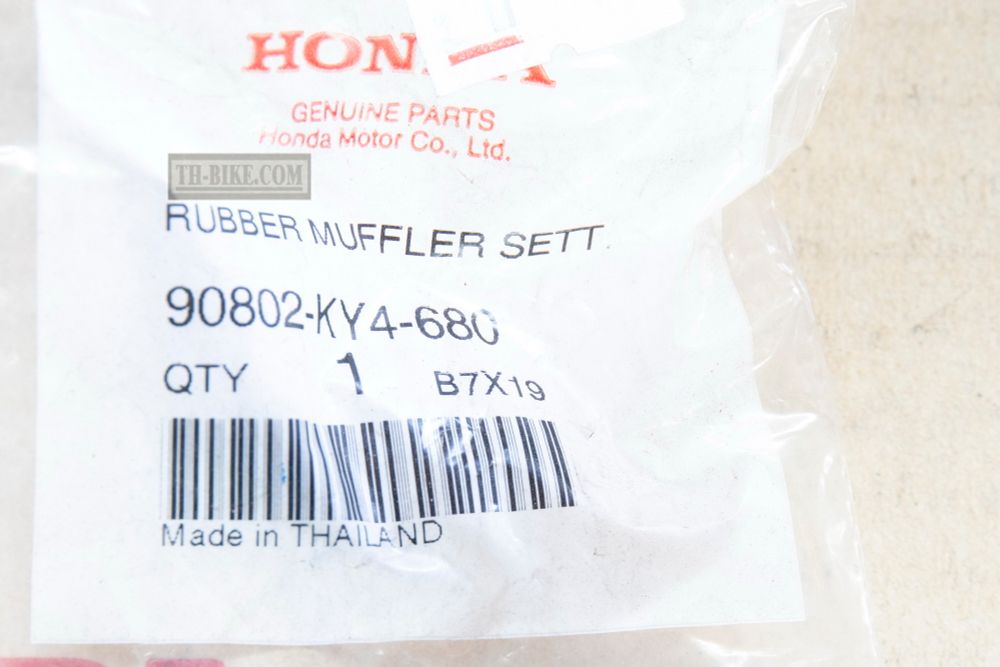 HONDA
GENUINE PARTS
Honda Motor Co., Ltd.
TH-BIKE.COM
RUBBER MUFFLER SETT.
90802-KY4-680
QTY 1 B7X19
Made in THAILAND